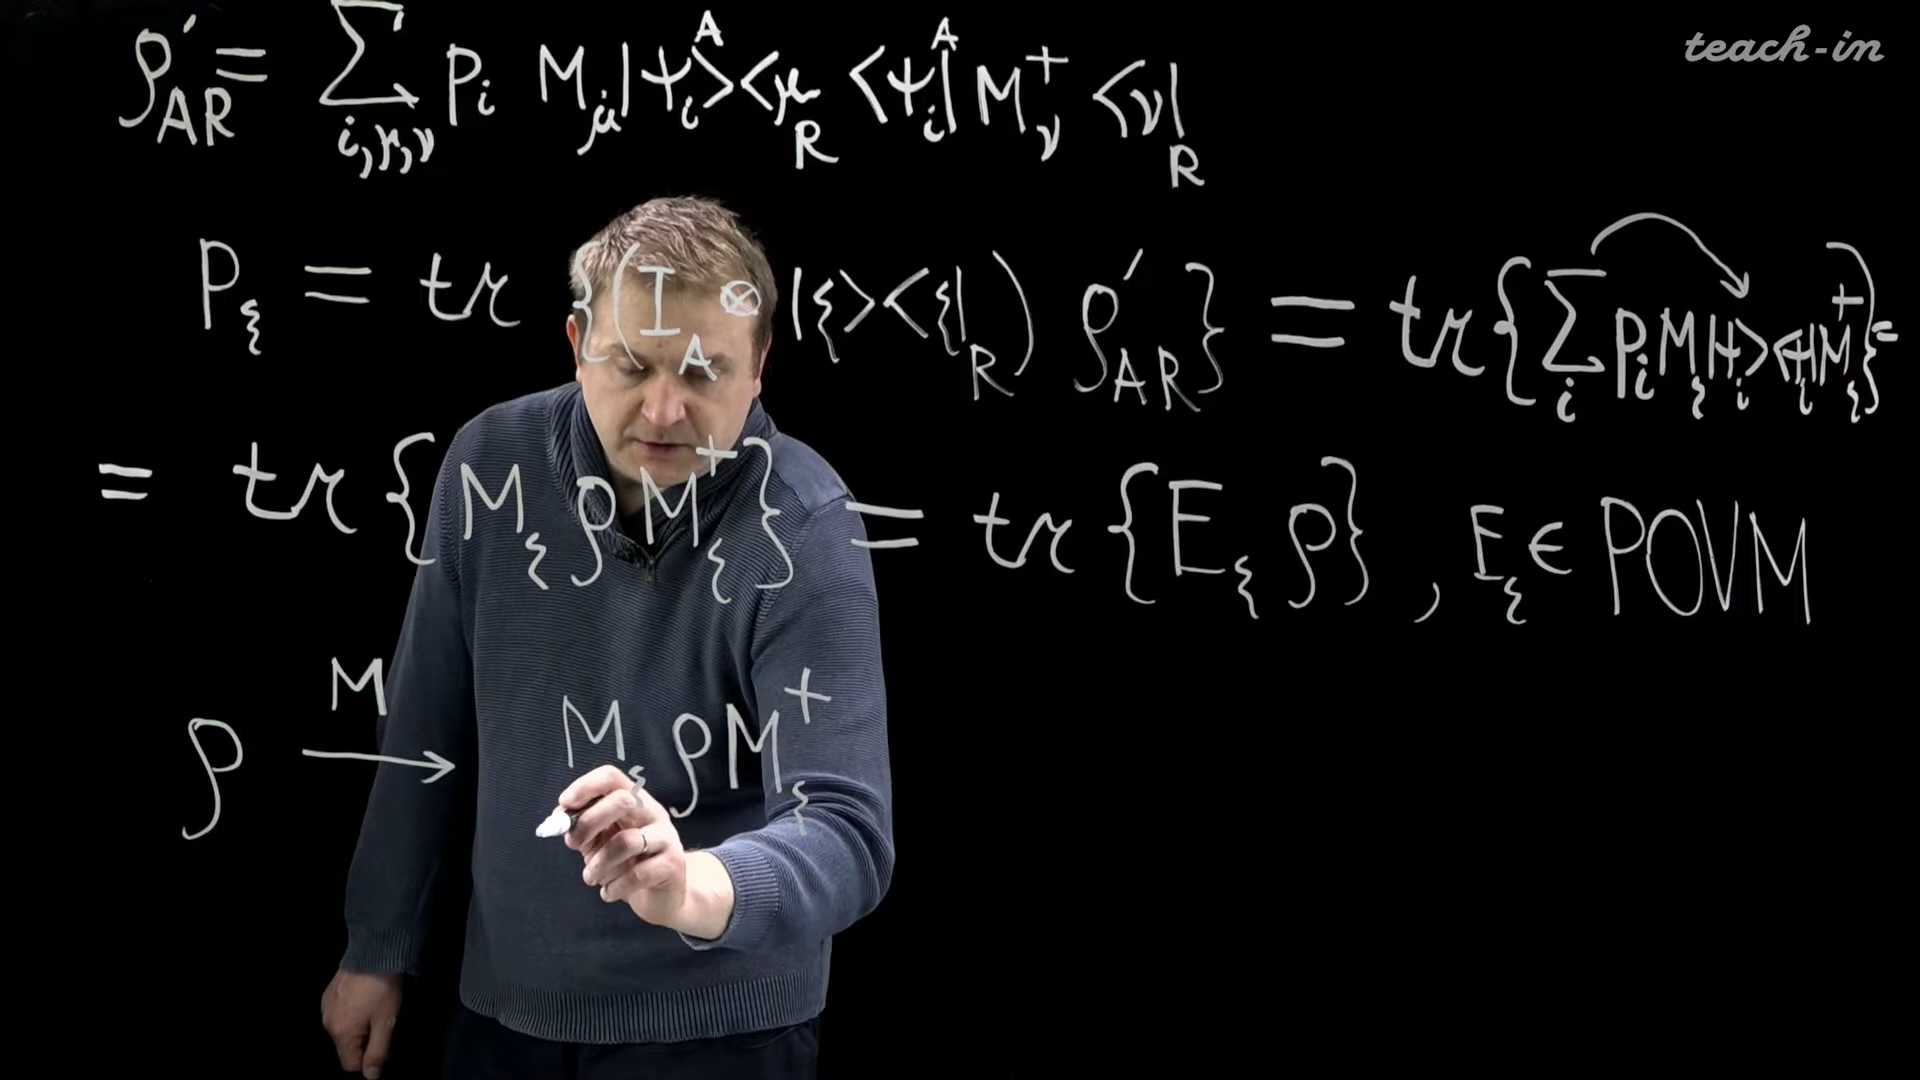 teach-in
ρ'_AR = Σ_{i,μ,ν} p_i M_μ|ψ_i>^A <μ_R <ψ_i|^A M_ν^+ <ν|_R
P_ξ = tr {(I_A ⊗ |ξ><ξ|_R) ρ'_AR} = tr{Σ_i p_i M_ξ|ψ_i> <ψ_i|M_ξ^+} =
= tr {M_ξ ρ M_ξ^+} = tr {E_ξ ρ}, E_ξ ∈ POVM
ρ →^M M_ξ ρ M_ξ^+